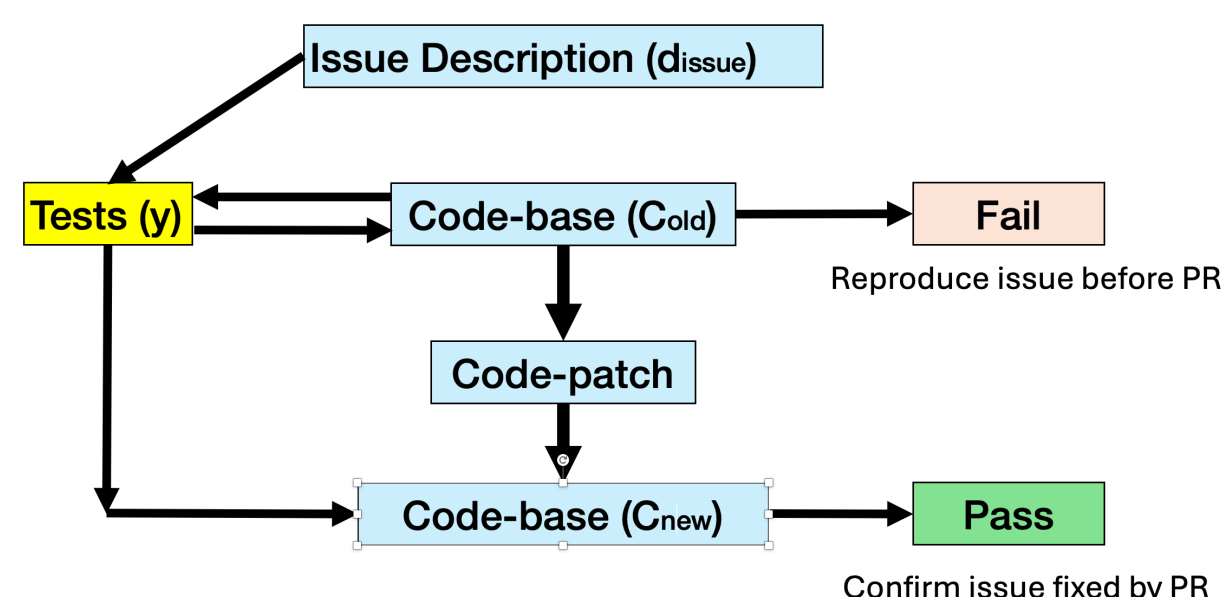 Issue Description (dissue)
Tests (y)
Code-base (Cold)
Fail
Reproduce issue before PR
Code-patch
Code-base (Cnew)
Pass
Confirm issue fixed by PR